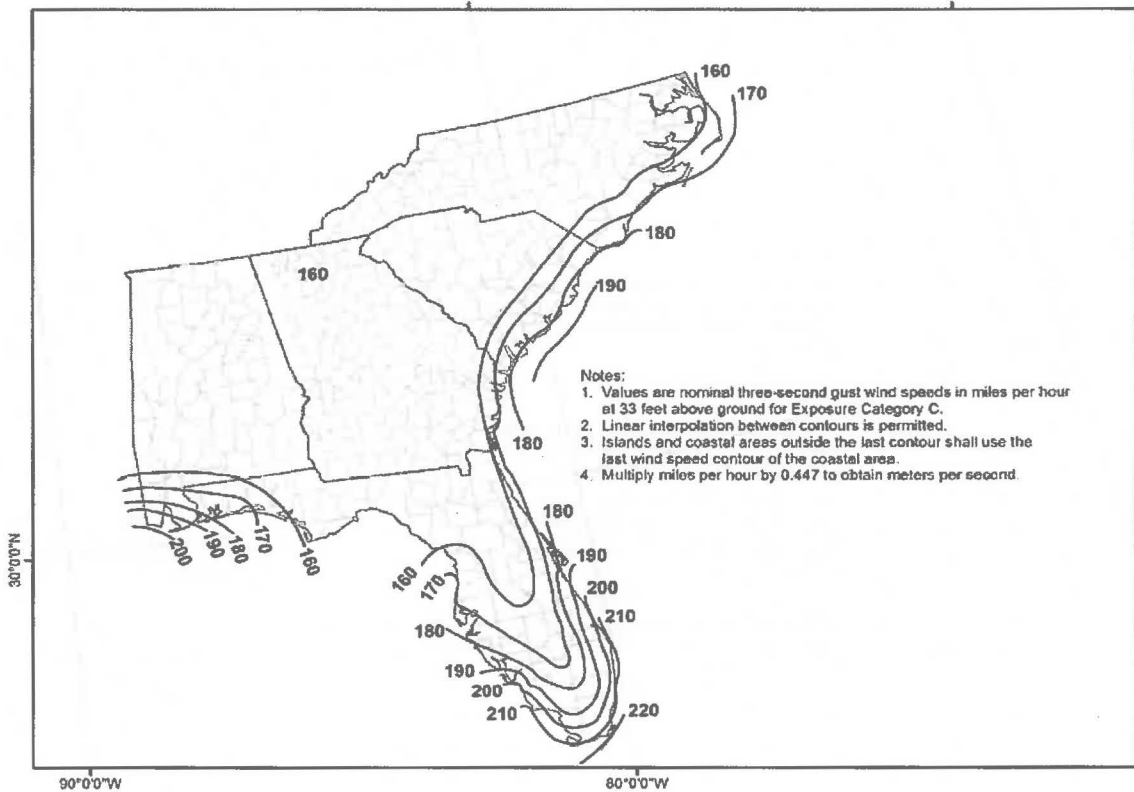 160
170
180
160
190
Notes:
1. Values are nominal three-second gust wind speeds in miles per hour
at 33 feet above ground for Exposure Category C.
2. Linear interpolation between contours is permitted.
3. Islands and coastal areas outside the last contour shall use the
last wind speed contour of the coastal area.
4. Multiply miles per hour by 0.447 to obtain meters per second.
180
180
200
190
180
170
160
30°0'0"N
160
170
190
200
210
180
190
200
210
220
90°0'0"W
80°0'0"W